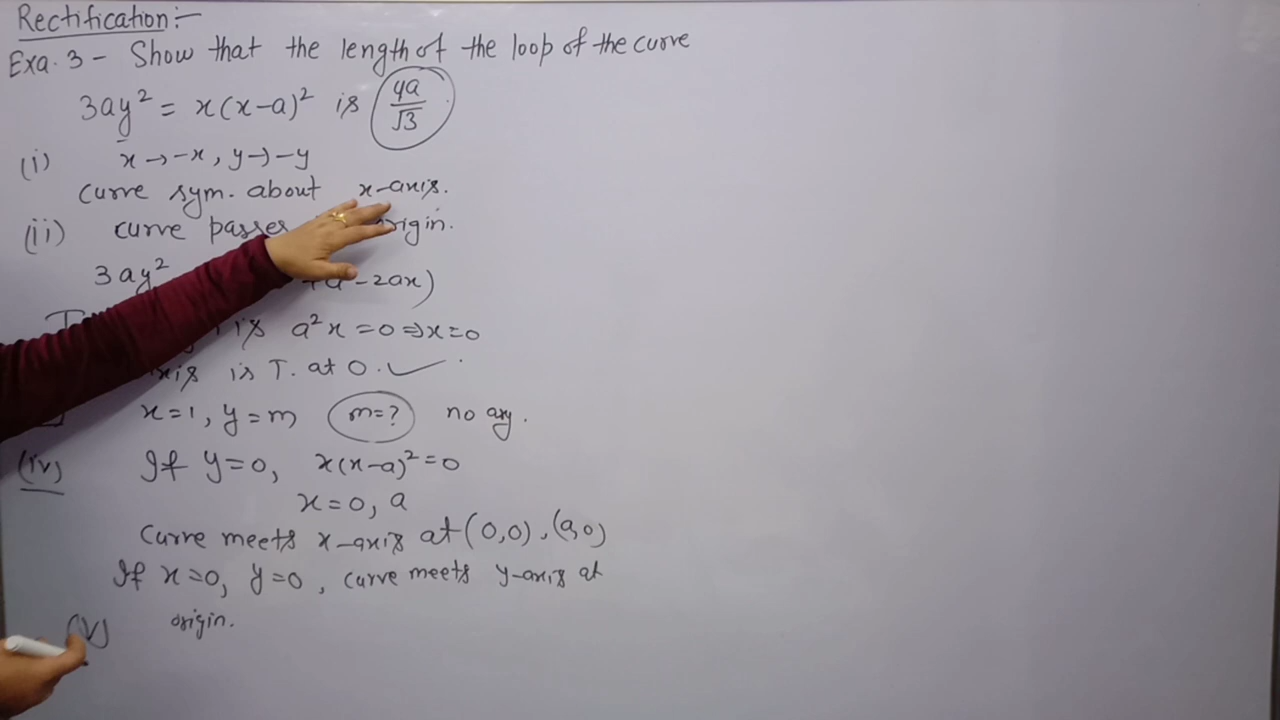 Rectification:-
Exa. 3 - Show that the length of the loop of the curve
3ay² = x(x-a)² is 4a/√3
(i) x→-x, y→-y
Curve sym. about x-axis.
(ii) curve passes origin.
3ay² -2ax)
is a²x=0⇒x=0
is T. at O. ✓
x=1, y=m m=? no asy.
(iv) If y=0, x(x-a)²=0
x=0, a
Curve meets x-axis at (0,0), (a,0)
If x=0, y=0, curve meets y-axis at
origin.
(v)